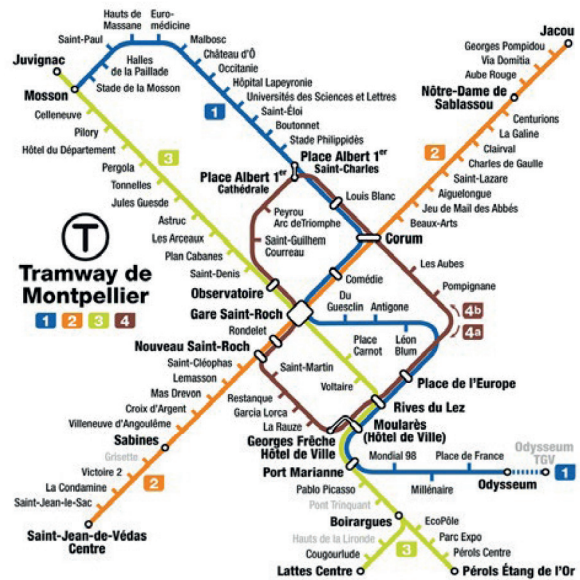 Hauts de
Massane
Euro-
médicine
Saint-Paul
Malbosc
Château d'Ô
Occitanie
Hôpital Lapeyronie
Universités des Sciences et Lettres
Saint-Éloi
Boutonnet
Stade Philippidès
Juvignac
Halles
de la Paillade
Stade de la Mosson
Mosson
1
Jacou
Georges Pompidou
Via Domitia
Aube Rouge
Nôtre-Dame de
Sablassou
Centurions
La Galine
Clairval
Charles de Gaulle
Saint-Lazare
Aiguelongue
Jeu de Mail des Abbés
Beaux-Arts
2
Celleneuve
Pilory
Hôtel du Département
3
Pergola
Tonnelles
Jules Guesde
Astruc
Les Arceaux
Plan Cabanes
Saint-Denis
Place Albert 1er
Saint-Charles
Place Albert 1er
Cathédrale
Louis Blanc
Peyrou
Arc deTriomphe
Saint-Guilhem
Courreau
Corum
Les Aubes
Pompignane
4b
4a
T
Tramway de
Montpellier
1 2 3 4
Observatoire
Comédie
Gare Saint-Roch
Du
Guesclin
Antigone
Rondelet
Place
Carnot
Léon
Blum
Nouveau Saint-Roch
Saint-Cléophas
Lemasson
Mas Drevon
Croix d'Argent
Villeneuve d'Angoulême
Sabines
Grisette
Victoire 2
La Condamine
Saint-Jean-le-Sac
2
Saint-Jean-de-Védas
Centre
Saint-Martin
Voltaire
Restanque
Garcia Lorca
La Rauze
Place de l'Europe
Rives du Lez
Moularès
(Hôtel de Ville)
Georges Frêche
Hôtel de Ville
Port Marianne
Mondial 98
Place de France
Odysseum
TGV
Millénaire
Odysseum
1
Pablo Picasso
Pont Trinquant
Boirargues
EcoPôle
Parc Expo
Pérols Centre
Hauts de la Lironde
Cougourlude
3
Lattes Centre
Pérols Étang de l'Or